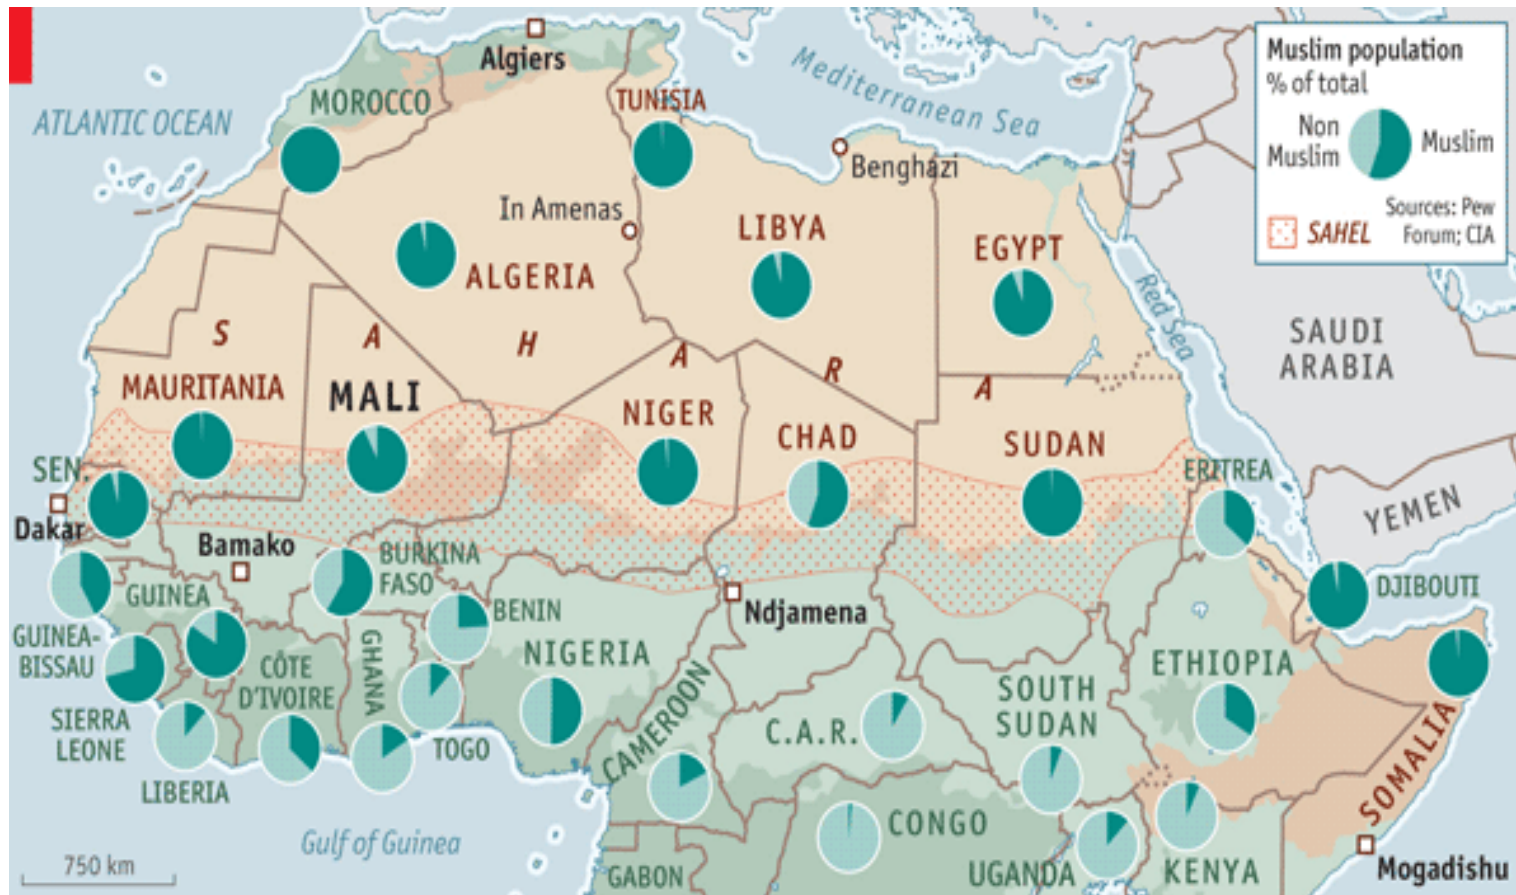 Algiers
MOROCCO
TUNISIA
Mediterranean Sea
ATLANTIC OCEAN
Benghazi
In Amenas
LIBYA
EGYPT
ALGERIA
Red Sea
SAUDI
ARABIA
S A H A R A
MAURITANIA
MALI
NIGER
CHAD
SUDAN
SEN.
ERITREA
YEMEN
Dakar
Bamako
BURKINA
FASO
DJIBOUTI
GUINEA
BENIN
Ndjamena
GUINEA-
BISSAU
CÔTE
D'IVOIRE
GHANA
NIGERIA
ETHIOPIA
SOUTH
SUDAN
SIERRA
LEONE
TOGO
CAMEROON
C.A.R.
SOMALIA
LIBERIA
Gulf of Guinea
CONGO
750 km
GABON
UGANDA
KENYA
Mogadishu
Muslim population
% of total
Non
Muslim
Muslim
SAHEL
Sources: Pew
Forum; CIA